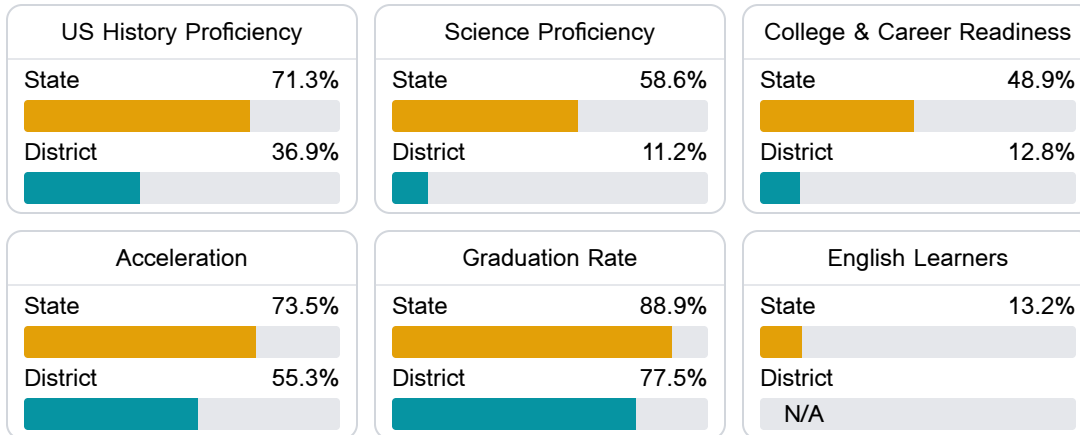 US History Proficiency
State 71.3%
District 36.9%
Science Proficiency
State 58.6%
District 11.2%
College & Career Readiness
State 48.9%
District 12.8%
Acceleration
State 73.5%
District 55.3%
Graduation Rate
State 88.9%
District 77.5%
English Learners
State 13.2%
District
N/A